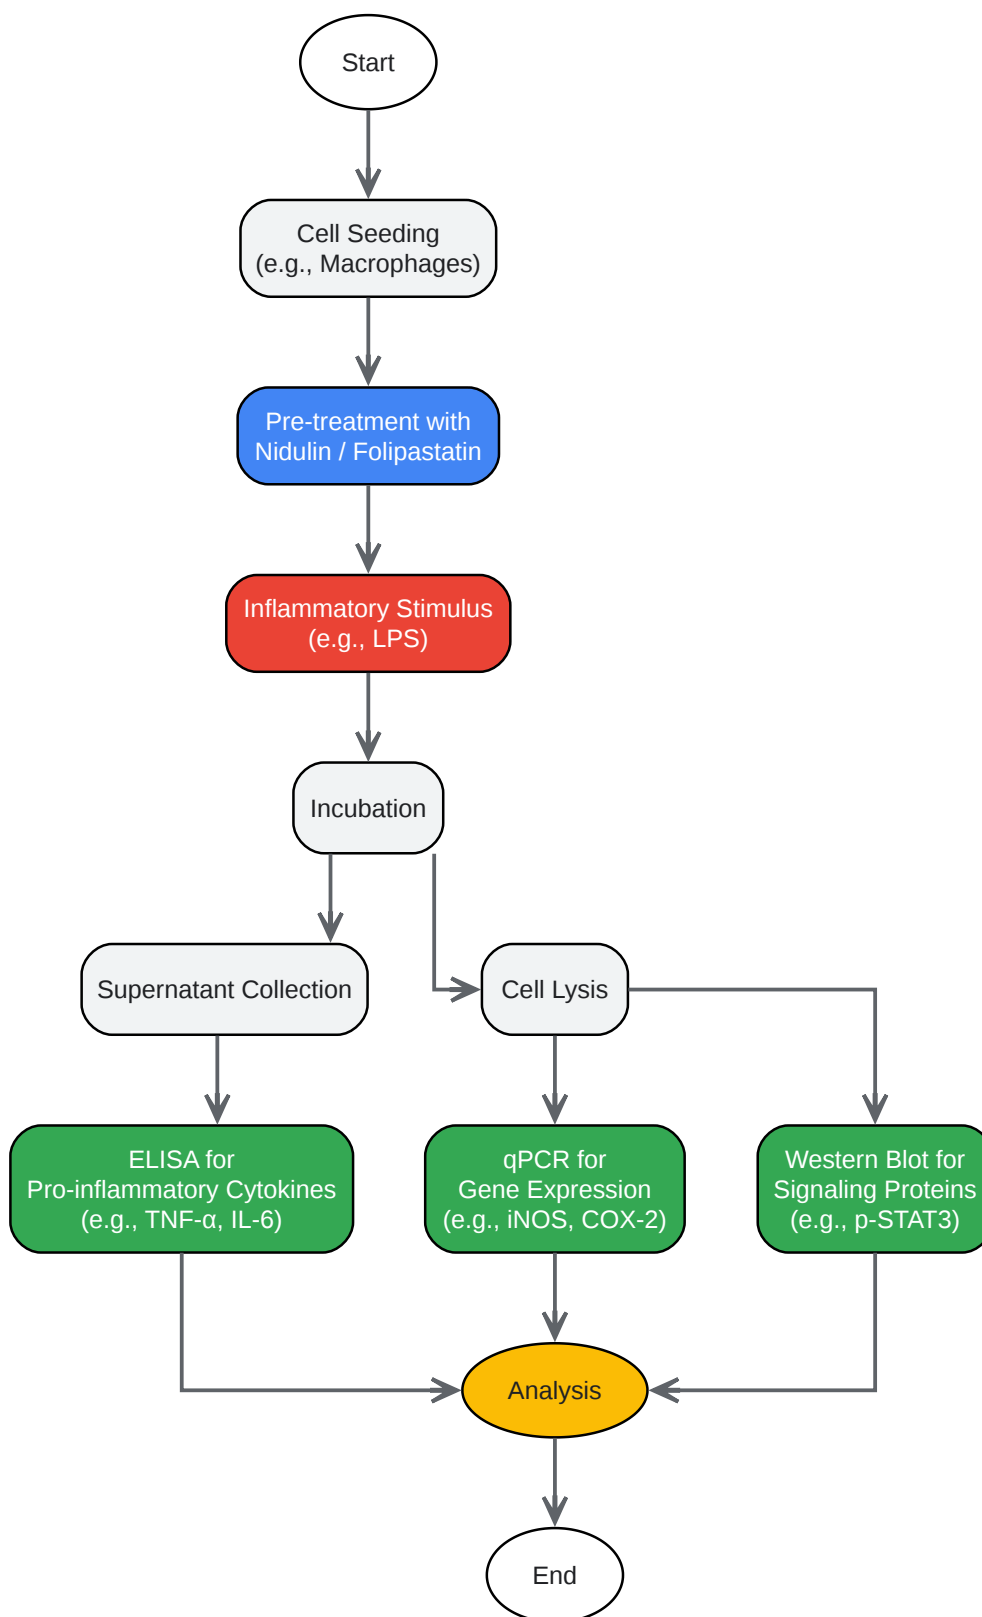 Start
Cell Seeding
(e.g., Macrophages)
Pre-treatment with
Nidulin / Folipastatin
Inflammatory Stimulus
(e.g., LPS)
Incubation
Supernatant Collection
Cell Lysis
ELISA for
Pro-inflammatory Cytokines
(e.g., TNF-α, IL-6)
qPCR for
Gene Expression
(e.g., iNOS, COX-2)
Western Blot for
Signaling Proteins
(e.g., p-STAT3)
Analysis
End